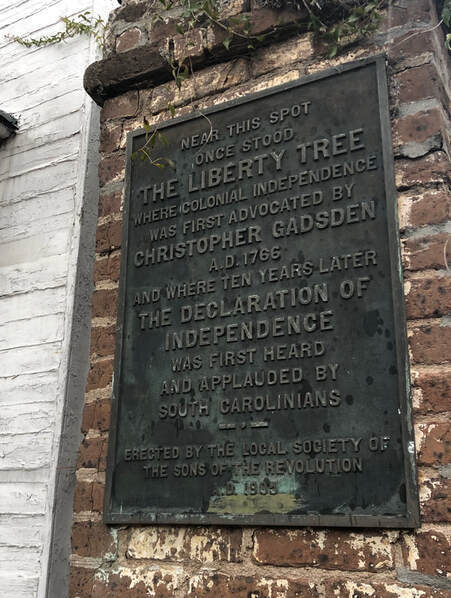 NEAR THIS SPOT
ONCE STOOD
THE LIBERTY TREE
WHERE COLONIAL INDEPENDENCE
WAS FIRST ADVOCATED BY
CHRISTOPHER GADSDEN
A.D. 1766
AND WHERE TEN YEARS LATER
THE DECLARATION OF
INDEPENDENCE
WAS FIRST HEARD
AND APPLAUDED BY
SOUTH CAROLINIANS
ERECTED BY THE LOCAL SOCIETY OF
THE SONS OF THE REVOLUTION